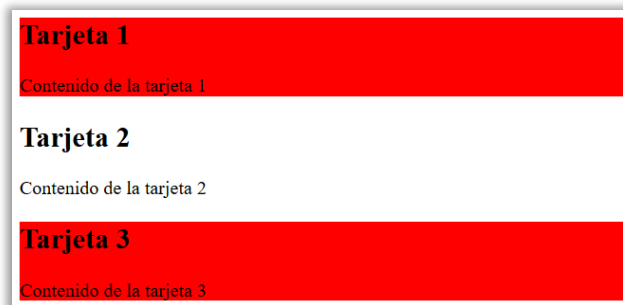 Tarjeta 1
Contenido de la tarjeta 1
Tarjeta 2
Contenido de la tarjeta 2
Tarjeta 3
Contenido de la tarjeta 3